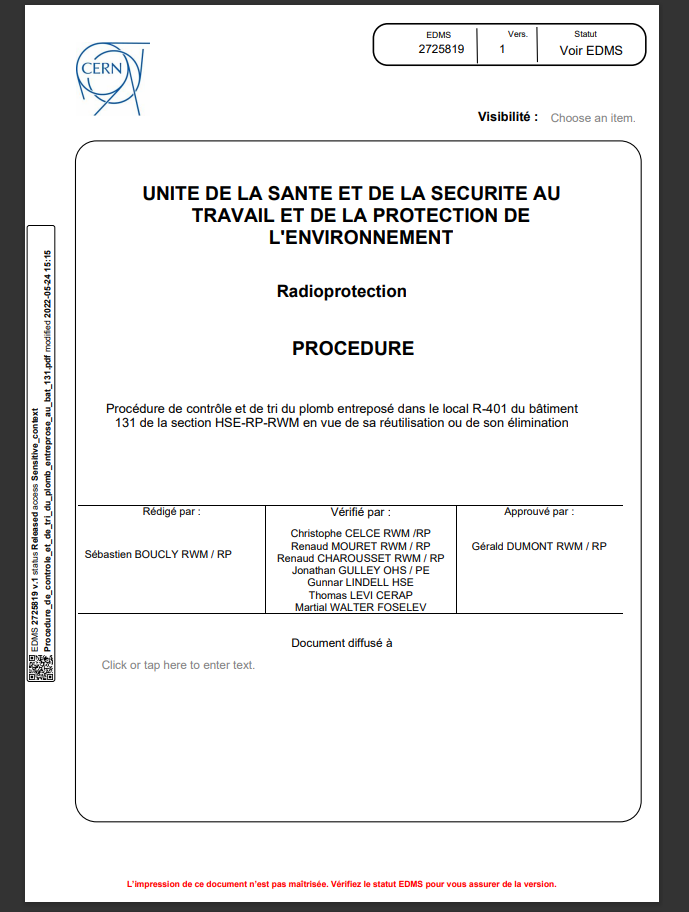 CERN
EDMS
2725819
Vers.
1
Statut
Voir EDMS
Visibilité : Choose an item.
UNITE DE LA SANTE ET DE LA SECURITE AU
TRAVAIL ET DE LA PROTECTION DE
L'ENVIRONNEMENT
Radioprotection
PROCEDURE
Procédure de contrôle et de tri du plomb entreposé dans le local R-401 du bâtiment
131 de la section HSE-RP-RWM en vue de sa réutilisation ou de son élimination
Rédigé par :
Sébastien BOUCLY RWM / RP
Vérifié par :
Christophe CELCE RWM /RP
Renaud MOURET RWM / RP
Renaud CHAROUSSET RWM / RP
Jonathan GULLEY OHS / PE
Gunnar LINDELL HSE
Thomas LEVI CERAP
Martial WALTER FOSELEV
Approuvé par :
Gérald DUMONT RWM / RP
Document diffusé à
Click or tap here to enter text.
EDMS 2725819 v.1 status Released access Sensitive_context
Procedure_de_controle_et_de_tri_du_plomb_entreprose_au_bat_131.pdf modified 2022-05-24 15:15
L'impression de ce document n'est pas maîtrisée. Vérifiez le statut EDMS pour vous assurer de la version.